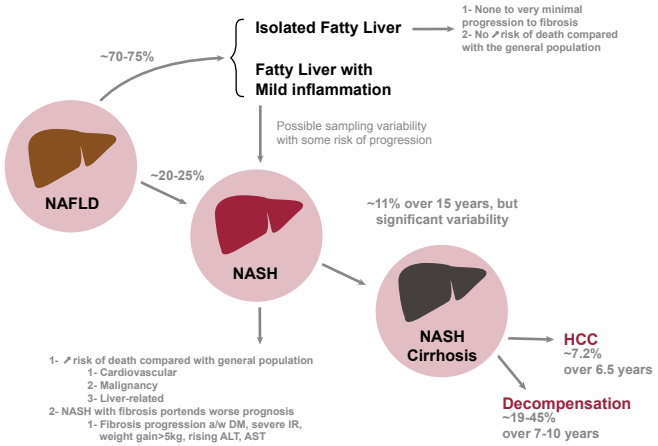 1- None to very minimal
progression to fibrosis
2- No ↗ risk of death compared
with the general population
Isolated Fatty Liver
~70-75%
Fatty Liver with
Mild inflammation
Possible sampling variability
with some risk of progression
NAFLD
~20-25%
NASH
~11% over 15 years, but
significant variability
NASH
Cirrhosis
HCC
~7.2%
over 6.5 years
Decompensation
~19-45%
over 7-10 years
1- ↗ risk of death compared with general population
1- Cardiovascular
2- Malignancy
3- Liver-related
2- NASH with fibrosis portends worse prognosis
1- Fibrosis progression a/w DM, severe IR,
weight gain>5kg, rising ALT, AST